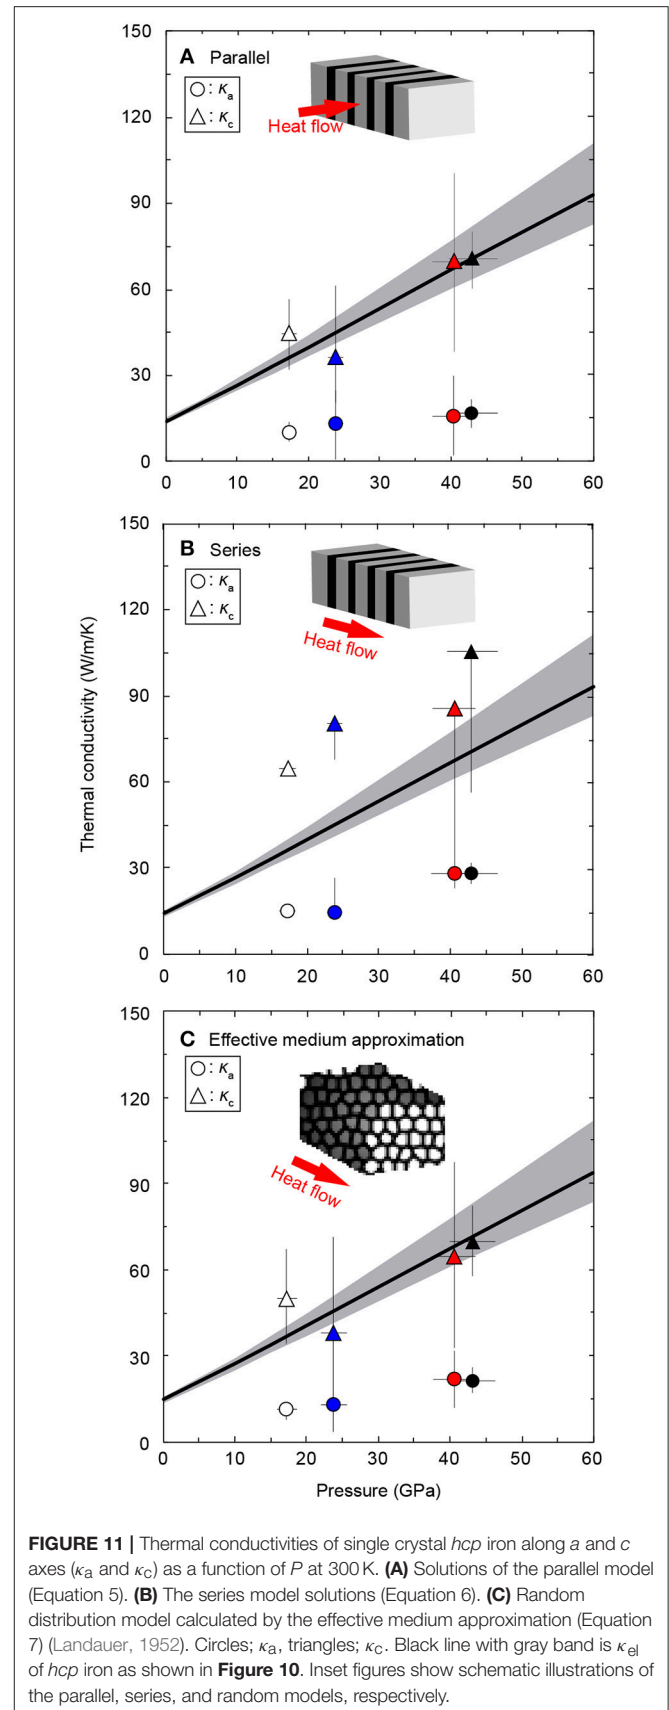 150
A Parallel
○: κa
△: κc
Heat flow
120
90
60
30
0
0 10 20 30 40 50 60
150
B Series
○: κa
△: κc
Heat flow
120
90
60
30
0
0 10 20 30 40 50 60
Thermal conductivity (W/m/K)
150
C Effective medium approximation
○: κa
△: κc
Heat flow
120
90
60
30
0
0 10 20 30 40 50 60
Pressure (GPa)
FIGURE 11 | Thermal conductivities of single crystal hcp iron along a and c
axes (κa and κc) as a function of P at 300 K. (A) Solutions of the parallel model
(Equation 5). (B) The series model solutions (Equation 6). (C) Random
distribution model calculated by the effective medium approximation (Equation
7) (Landauer, 1952). Circles; κa, triangles; κc. Black line with gray band is κel
of hcp iron as shown in Figure 10. Inset figures show schematic illustrations of
the parallel, series, and random models, respectively.